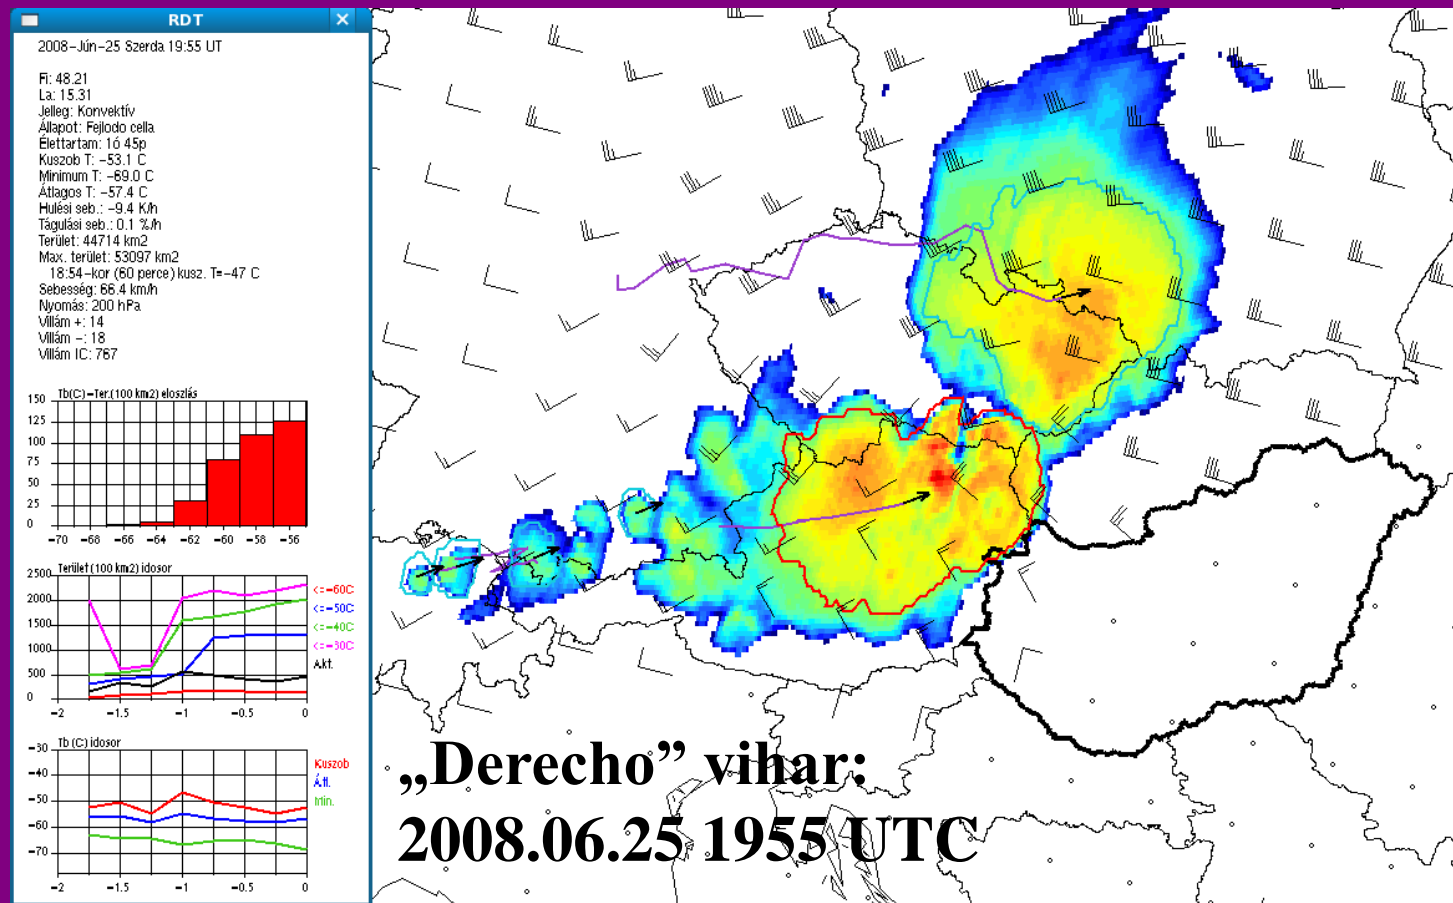 RDT
2008-Jún-25 Szerda 19:55 UT
Fi: 48.21
La: 15.31
Jelleg: Konvektív
Állapot: Fejlodo cella
Élettartam: 1ó 45p
Kuszob T: -53.1 C
Minimum T: -69.0 C
Átlagos T: -57.4 C
Hulési seb.: -9.4 K/h
Tágulási seb.: 0.1 %/h
Terület: 44714 km2
Max. terület: 53097 km2
18:54-kor (60 perce) kusz. T=-47 C
Sebesség: 66.4 km/h
Nyomás: 200 hPa
Villám +: 14
Villám -: 18
Villám IC: 767
Tb(C) -Ter.(100 km2) eloszlás
150
125
100
75
50
25
0
-70 -68 -66 -64 -62 -60 -58 -56
Terület (100 km2) idosor
2500
2000
1500
1000
500
0
<=-60C
<=-50C
<=-40C
<=-30C
Akt.
-2 -1.5 -1 -0.5 0
Tb (C) idosor
-30
-40
-50
-60
-70
Kuszob
Átl.
Min.
-2 -1.5 -1 -0.5 0
„Derecho” vihar:
2008.06.25 1955 UTC